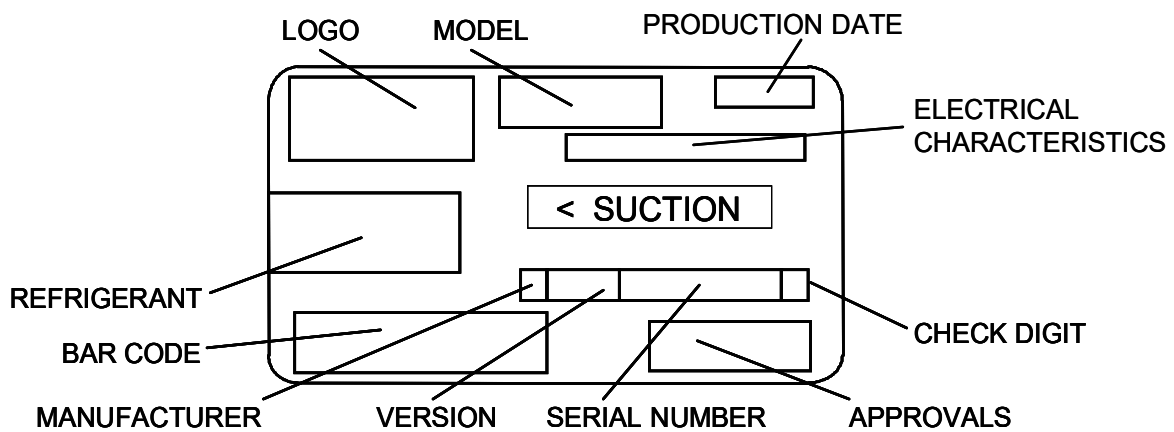 LOGO
MODEL
PRODUCTION DATE
ELECTRICAL
CHARACTERISTICS
< SUCTION
REFRIGERANT
BAR CODE
CHECK DIGIT
MANUFACTURER
VERSION
SERIAL NUMBER
APPROVALS